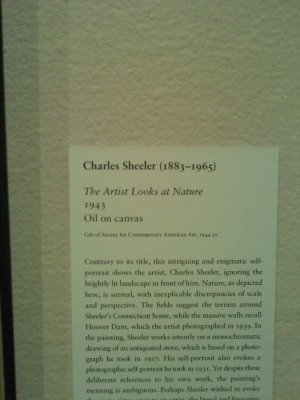 Charles Sheeler (1883–1965)
The Artist Looks at Nature
1943
Oil on canvas
Gift of Society for Contemporary American Art, 1944.32
Contrary to its title, this intriguing and enigmatic self-
portrait shows the artist, Charles Sheeler, ignoring the
brightly lit landscape in front of him. Nature, as depicted
here, is surreal, with inexplicable discrepancies of scale
and perspective. The fields suggest the terrain around
Sheeler's Connecticut home, while the massive walls recall
Hoover Dam, which the artist photographed in 1939. In
the painting, Sheeler works intently on a monochromatic
drawing of an antiquated stove, which is based on a photo-
graph he took in 1917. His self-portrait also evokes a
photographic self-portrait he took in 1931. Yet despite these
deliberate references to his own work, the painting's
meaning is ambiguous. Perhaps Sheeler wished to evoke